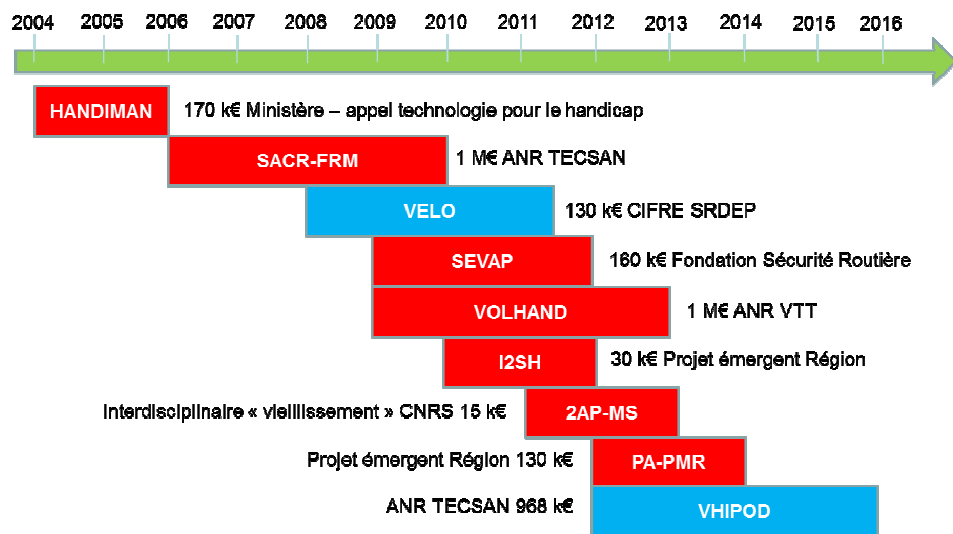 2004 2005 2006 2007 2008 2009 2010 2011 2012 2013 2014 2015 2016
HANDIMAN 170 k€ Ministère – appel technologie pour le handicap
SACR-FRM 1 M€ ANR TECSAN
VELO 130 k€ CIFRE SRDEP
SEVAP 160 k€ Fondation Sécurité Routière
VOLHAND 1 M€ ANR VTT
I2SH 30 k€ Projet émergent Région
Interdisciplinaire « vieillissement » CNRS 15 k€ 2AP-MS
Projet émergent Région 130 k€ PA-PMR
ANR TECSAN 968 k€ VHIPOD